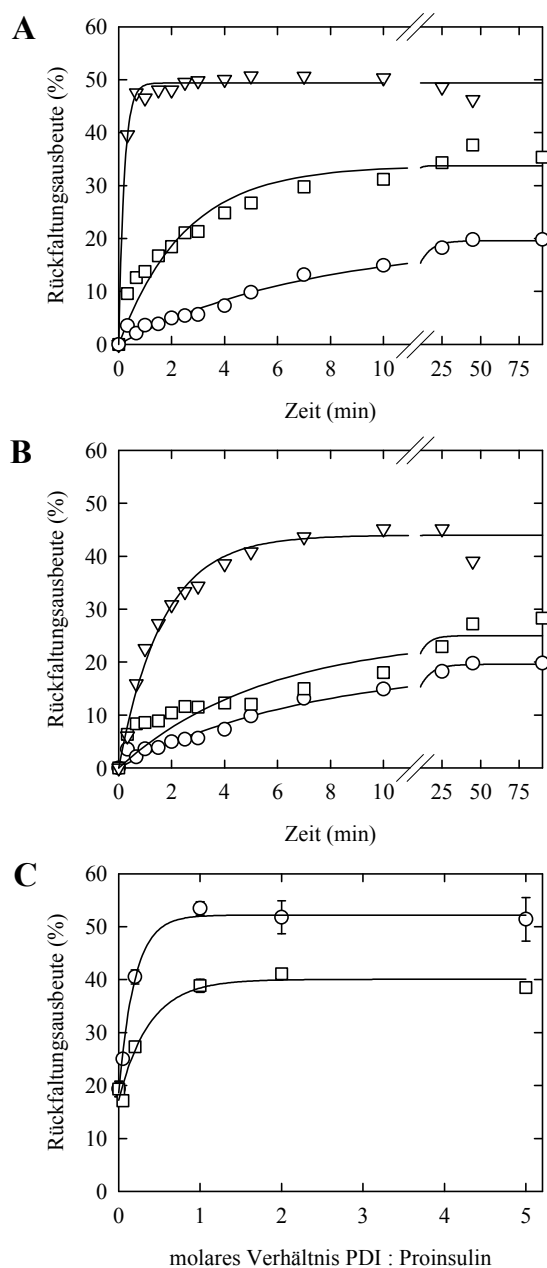 A
Rückfaltungsausbeute (%)
60
50
40
30
20
10
0
0 2 4 6 8 10 25 50 75
Zeit (min)
B
Rückfaltungsausbeute (%)
60
50
40
30
20
10
0
0 2 4 6 8 10 25 50 75
Zeit (min)
C
Rückfaltungsausbeute (%)
60
50
40
30
20
10
0
0 1 2 3 4 5
molares Verhältnis PDI : Proinsulin